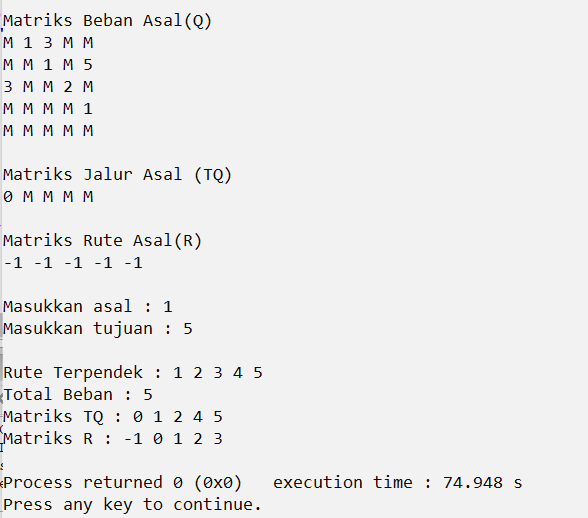 Matriks Beban Asal(Q)
M 1 3 M M
M M 1 M 5
3 M M 2 M
M M M M 1
M M M M M
Matriks Jalur Asal (TQ)
0 M M M M
Matriks Rute Asal(R)
-1 -1 -1 -1 -1
Masukkan asal : 1
Masukkan tujuan : 5
Rute Terpendek : 1 2 3 4 5
Total Beban : 5
Matriks TQ : 0 1 2 4 5
Matriks R : -1 0 1 2 3
Process returned 0 (0x0)   execution time : 74.948 s
Press any key to continue.